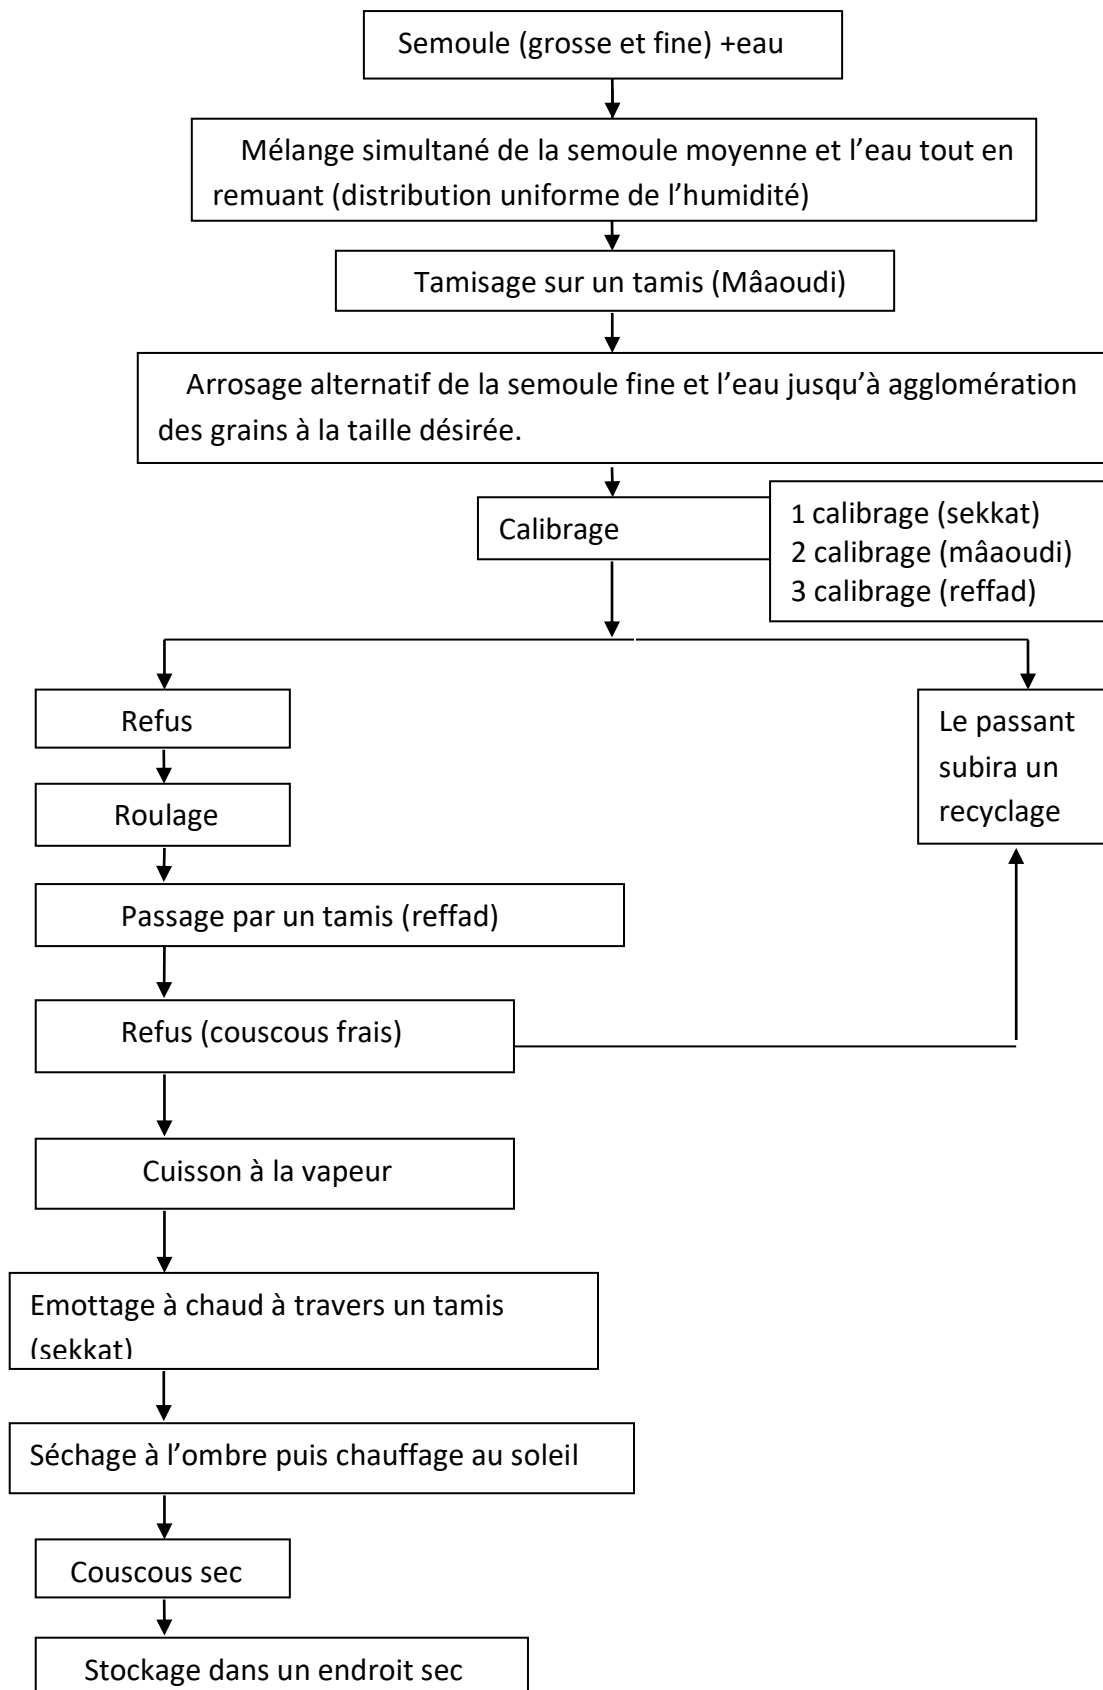 Semoule (grosse et fine) +eau
Mélange simultané de la semoule moyenne et l’eau tout en
remuant (distribution uniforme de l’humidité)
Tamisage sur un tamis (Mâaoudi)
Arrosage alternatif de la semoule fine et l’eau jusqu’à agglomération
des grains à la taille désirée.
Calibrage
1 calibrage (sekkat)
2 calibrage (mâaoudi)
3 calibrage (reffad)
Refus
Le passant
subira un
recyclage
Roulage
Passage par un tamis (reffad)
Refus (couscous frais)
Cuisson à la vapeur
Emottage à chaud à travers un tamis
(sekkat)
Séchage à l’ombre puis chauffage au soleil
Couscous sec
Stockage dans un endroit sec